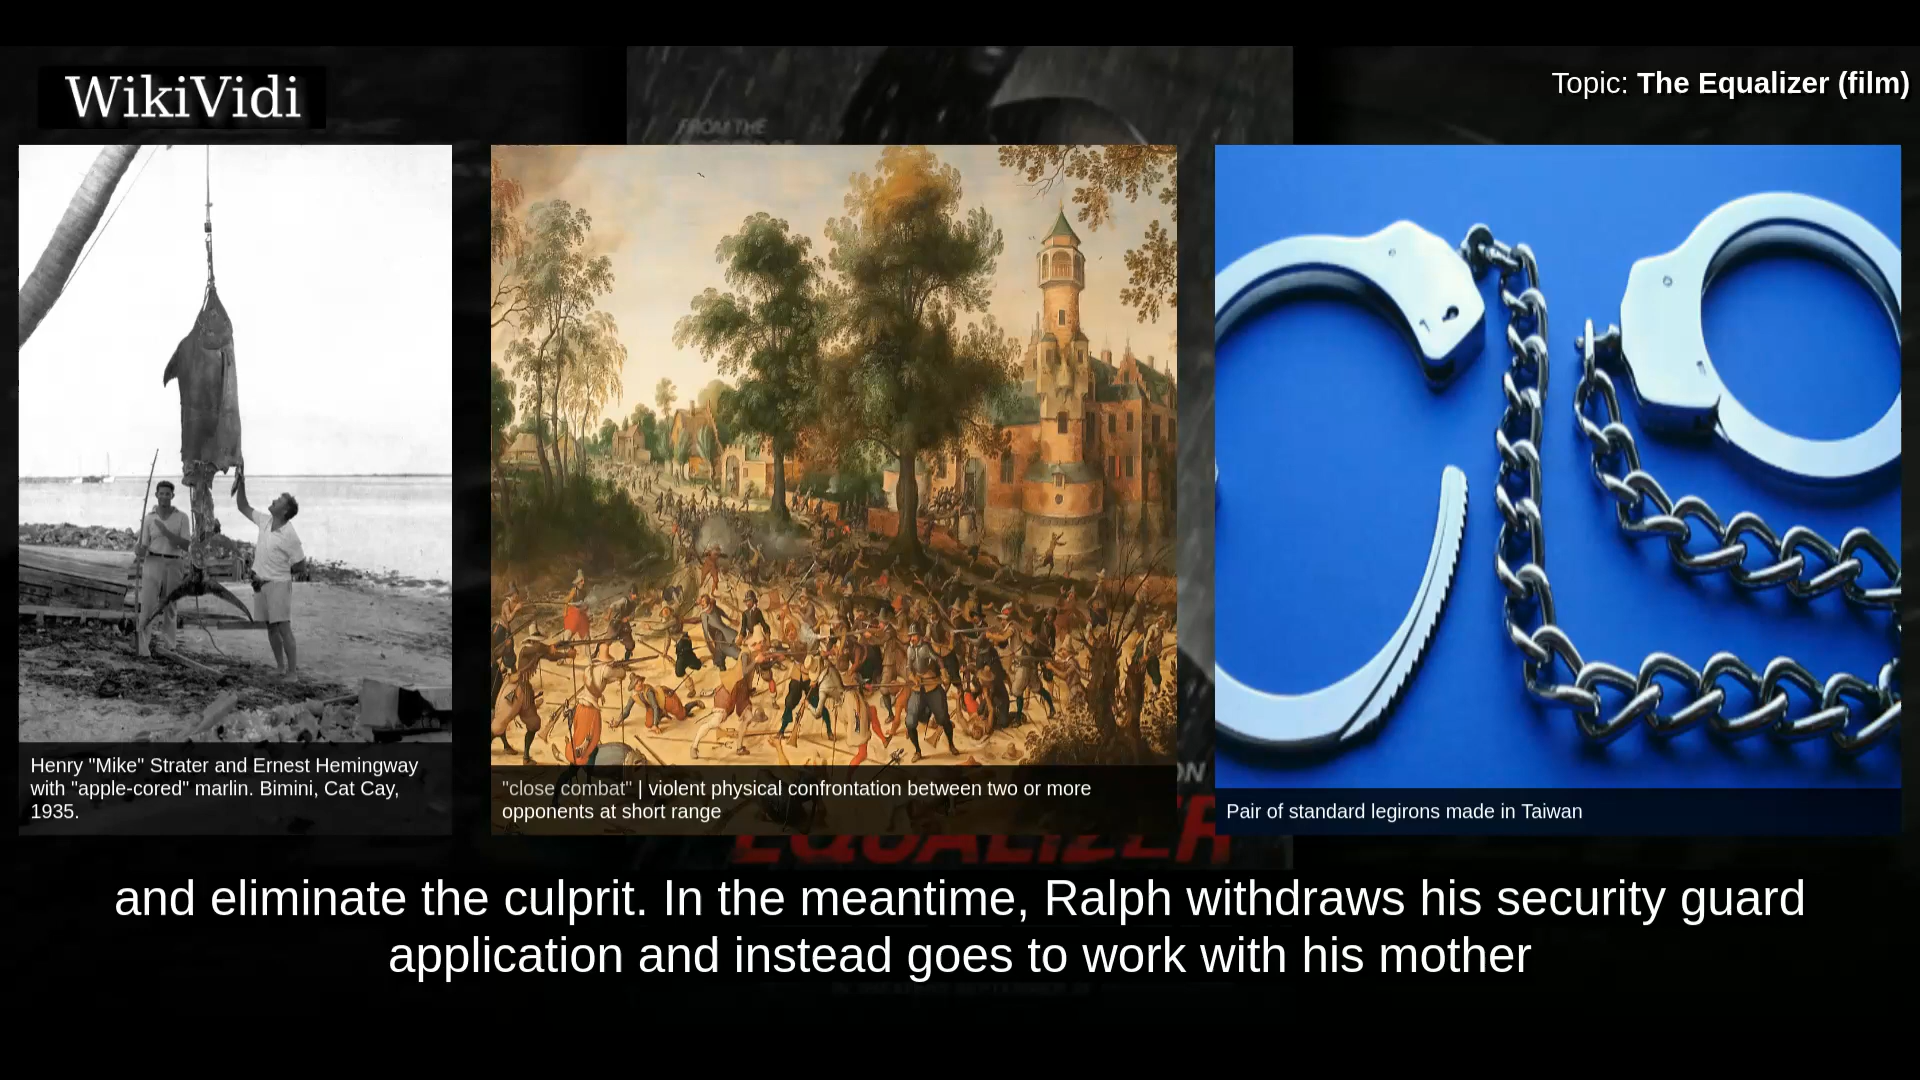 WikiVidi
Topic: The Equalizer (film)
FROM THE
Henry "Mike" Strater and Ernest Hemingway
with "apple-cored" marlin. Bimini, Cat Cay,
1935.
"close combat" | violent physical confrontation between two or more
opponents at short range
Pair of standard legirons made in Taiwan
EQUALIZER
and eliminate the culprit. In the meantime, Ralph withdraws his security guard
application and instead goes to work with his mother